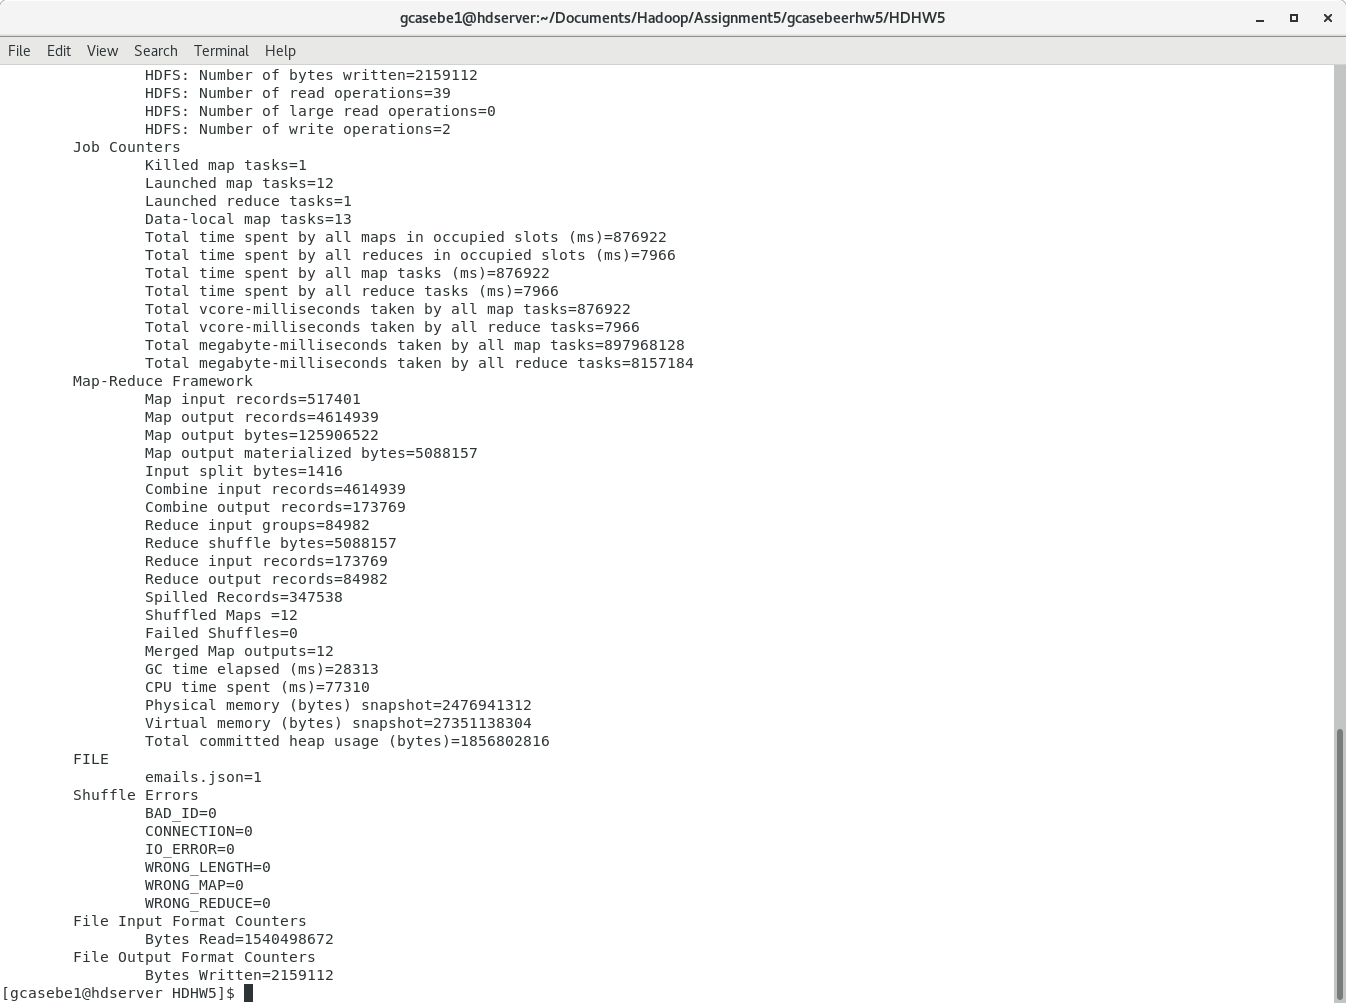 gcasebe1@hdserver:~/Documents/Hadoop/Assignment5/gcasebeerhw5/HDHW5
File Edit View Search Terminal Help
HDFS: Number of bytes written=2159112
HDFS: Number of read operations=39
HDFS: Number of large read operations=0
HDFS: Number of write operations=2
Job Counters
Killed map tasks=1
Launched map tasks=12
Launched reduce tasks=1
Data-local map tasks=13
Total time spent by all maps in occupied slots (ms)=876922
Total time spent by all reduces in occupied slots (ms)=7966
Total time spent by all map tasks (ms)=876922
Total time spent by all reduce tasks (ms)=7966
Total vcore-milliseconds taken by all map tasks=876922
Total vcore-milliseconds taken by all reduce tasks=7966
Total megabyte-milliseconds taken by all map tasks=897968128
Total megabyte-milliseconds taken by all reduce tasks=8157184
Map-Reduce Framework
Map input records=517401
Map output records=4614939
Map output bytes=125906522
Map output materialized bytes=5088157
Input split bytes=1416
Combine input records=4614939
Combine output records=173769
Reduce input groups=84982
Reduce shuffle bytes=5088157
Reduce input records=173769
Reduce output records=84982
Spilled Records=347538
Shuffled Maps =12
Failed Shuffles=0
Merged Map outputs=12
GC time elapsed (ms)=28313
CPU time spent (ms)=77310
Physical memory (bytes) snapshot=2476941312
Virtual memory (bytes) snapshot=27351138304
Total committed heap usage (bytes)=1856802816
FILE
emails.json=1
Shuffle Errors
BAD_ID=0
CONNECTION=0
IO_ERROR=0
WRONG_LENGTH=0
WRONG_MAP=0
WRONG_REDUCE=0
File Input Format Counters
Bytes Read=1540498672
File Output Format Counters
Bytes Written=2159112
[gcasebe1@hdserver HDHW5]$